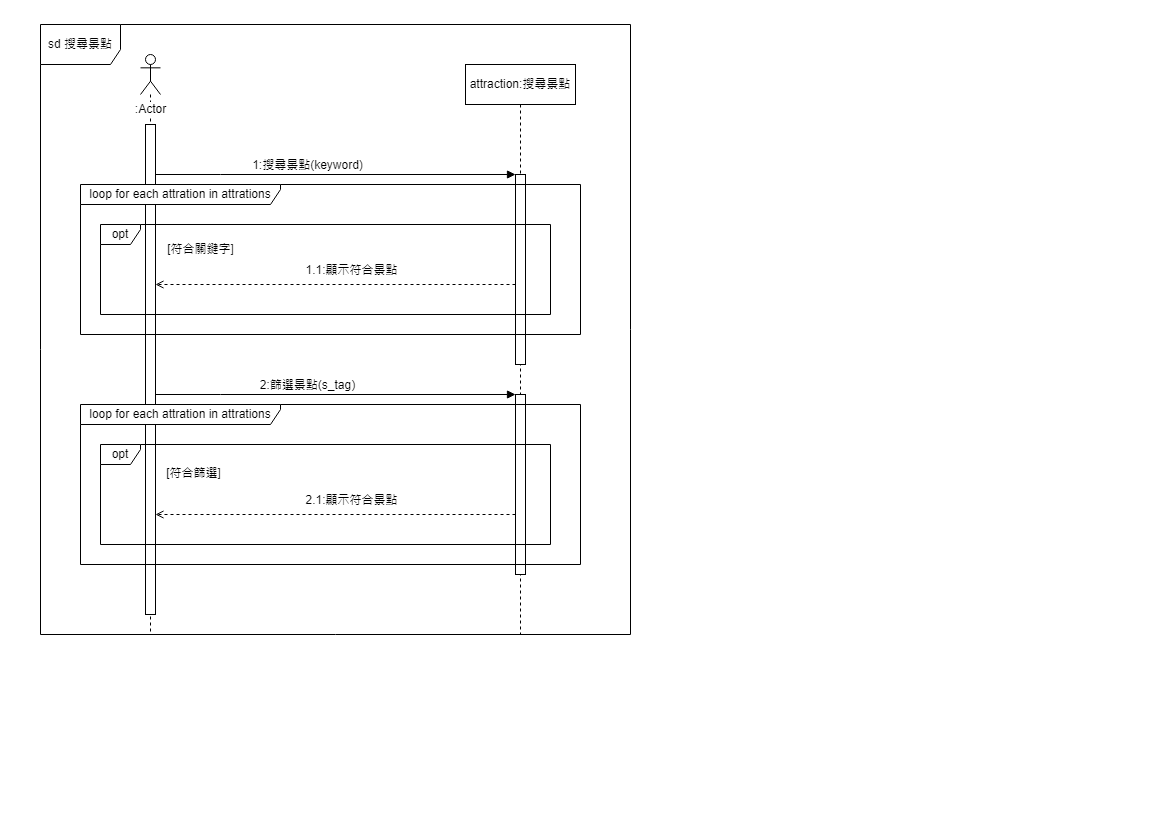 sd 搜尋景點
:Actor
attraction:搜尋景點
1:搜尋景點(keyword)
loop for each attration in attrations
opt
[符合關鍵字]
1.1:顯示符合景點
2:篩選景點(s_tag)
loop for each attration in attrations
opt
[符合篩選]
2.1:顯示符合景點